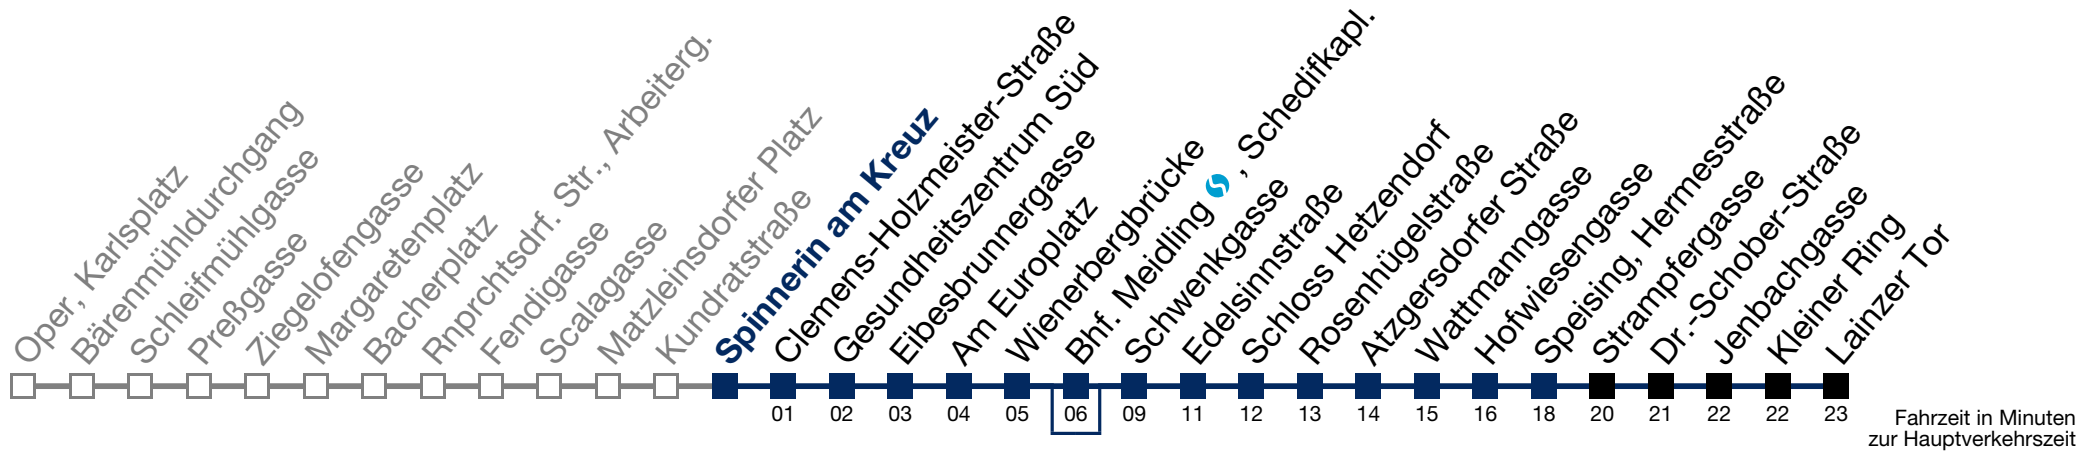 Oper, Karlsplatz
Bärenmühldurchgang
Schleifmühlgasse
Preßgasse
Ziegelofengasse
Margaretenplatz
Bacherplatz
Rnprchtsdrf. Str., Arbeiterg.
Fendigasse
Scalagasse
Matzleinsdorfer Platz
Kundratstraße
Spinnerin am Kreuz
Clemens-Holzmeister-Straße
Gesundheitszentrum Süd
Eibesbrunnergasse
Am Europlatz
Wienerbergbrücke
Bhf. Meidling , Schedifkapl.
Schwenkgasse
Edelsinnstraße
Schloss Hetzendorf
Rosenhügelstraße
Atzgersdorfer Straße
Wattmanngasse
Hofwiesengasse
Speising, Hermesstraße
Strampfergasse
Dr.-Schober-Straße
Jenbachgasse
Kleiner Ring
Lainzer Tor
01 02 03 04 05 06 09 11 12 13 14 15 16 18 20 21 22 22 23
Fahrzeit in Minuten
zur Hauptverkehrszeit